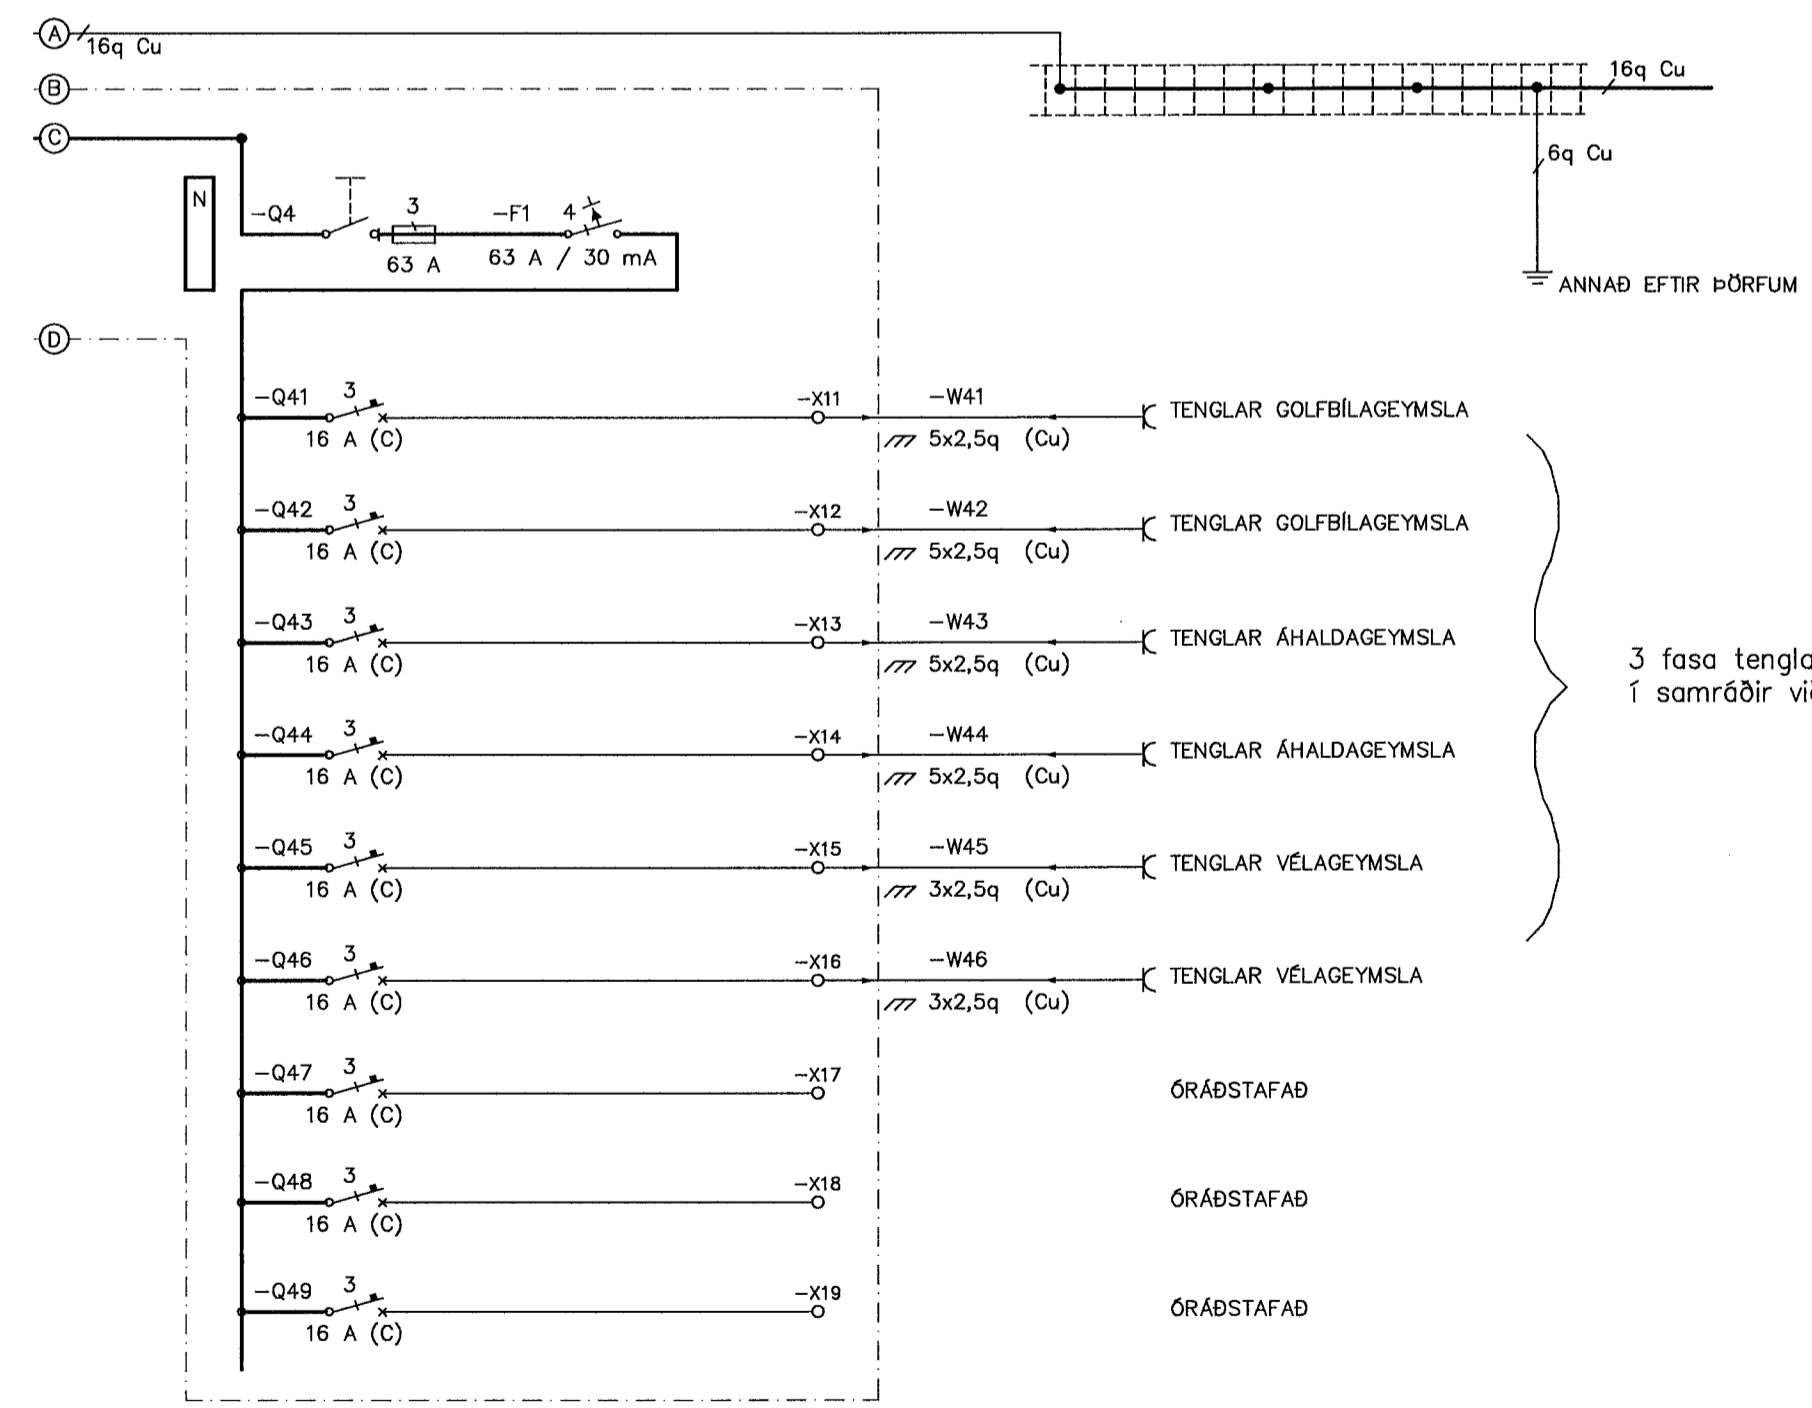 A
16q Cu
B
C
16q Cu
6q Cu
ANNAÐ EFTIR ÞÖRFUM
N
-Q4
3
63 A
-F1
4
63 A / 30 mA
D
-Q41 3 -X11 -W41 TENGLAR GOLFBÍLAGEYMSLA
16 A (C) 5x2,5q (Cu)
-Q42 3 -X12 -W42 TENGLAR GOLFBÍLAGEYMSLA
16 A (C) 5x2,5q (Cu)
-Q43 3 -X13 -W43 TENGLAR ÁHALDAGEYMSLA
16 A (C) 5x2,5q (Cu)
3 fasa tengla
í samráðir við
-Q44 3 -X14 -W44 TENGLAR ÁHALDAGEYMSLA
16 A (C) 5x2,5q (Cu)
-Q45 3 -X15 -W45 TENGLAR VÉLAGEYMSLA
16 A (C) 3x2,5q (Cu)
-Q46 3 -X16 -W46 TENGLAR VÉLAGEYMSLA
16 A (C) 3x2,5q (Cu)
-Q47 3 -X17 ÓRÁÐSTAFAÐ
16 A (C)
-Q48 3 -X18 ÓRÁÐSTAFAÐ
16 A (C)
-Q49 3 -X19 ÓRÁÐSTAFAÐ
16 A (C)